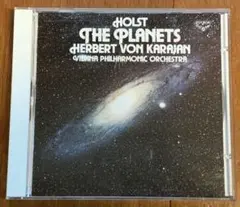 HOLST
THE PLANETS
HERBERT VON KARAJAN
VIENNA PHILHARMONIC ORCHESTRA